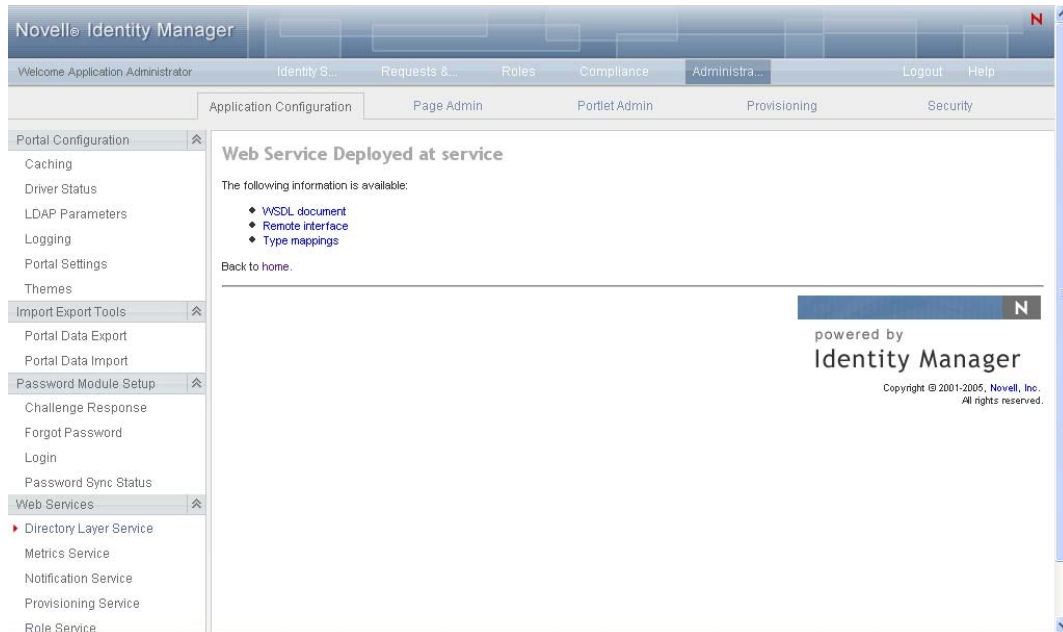 Novell® Identity Manager
N
Welcome Application Administrator
Identity S...
Requests &...
Roles
Compliance
Administra...
Logout
Help
Application Configuration
Page Admin
Portlet Admin
Provisioning
Security
Portal Configuration
Caching
Driver Status
LDAP Parameters
Logging
Portal Settings
Themes
Import Export Tools
Portal Data Export
Portal Data Import
Password Module Setup
Challenge Response
Forgot Password
Login
Password Sync Status
Web Services
Directory Layer Service
Metrics Service
Notification Service
Provisioning Service
Role Service
Web Service Deployed at service
The following information is available:
WSDL document
Remote interface
Type mappings
Back to home.
N
powered by
Identity Manager
Copyright © 2001-2005, Novell, Inc.
All rights reserved.